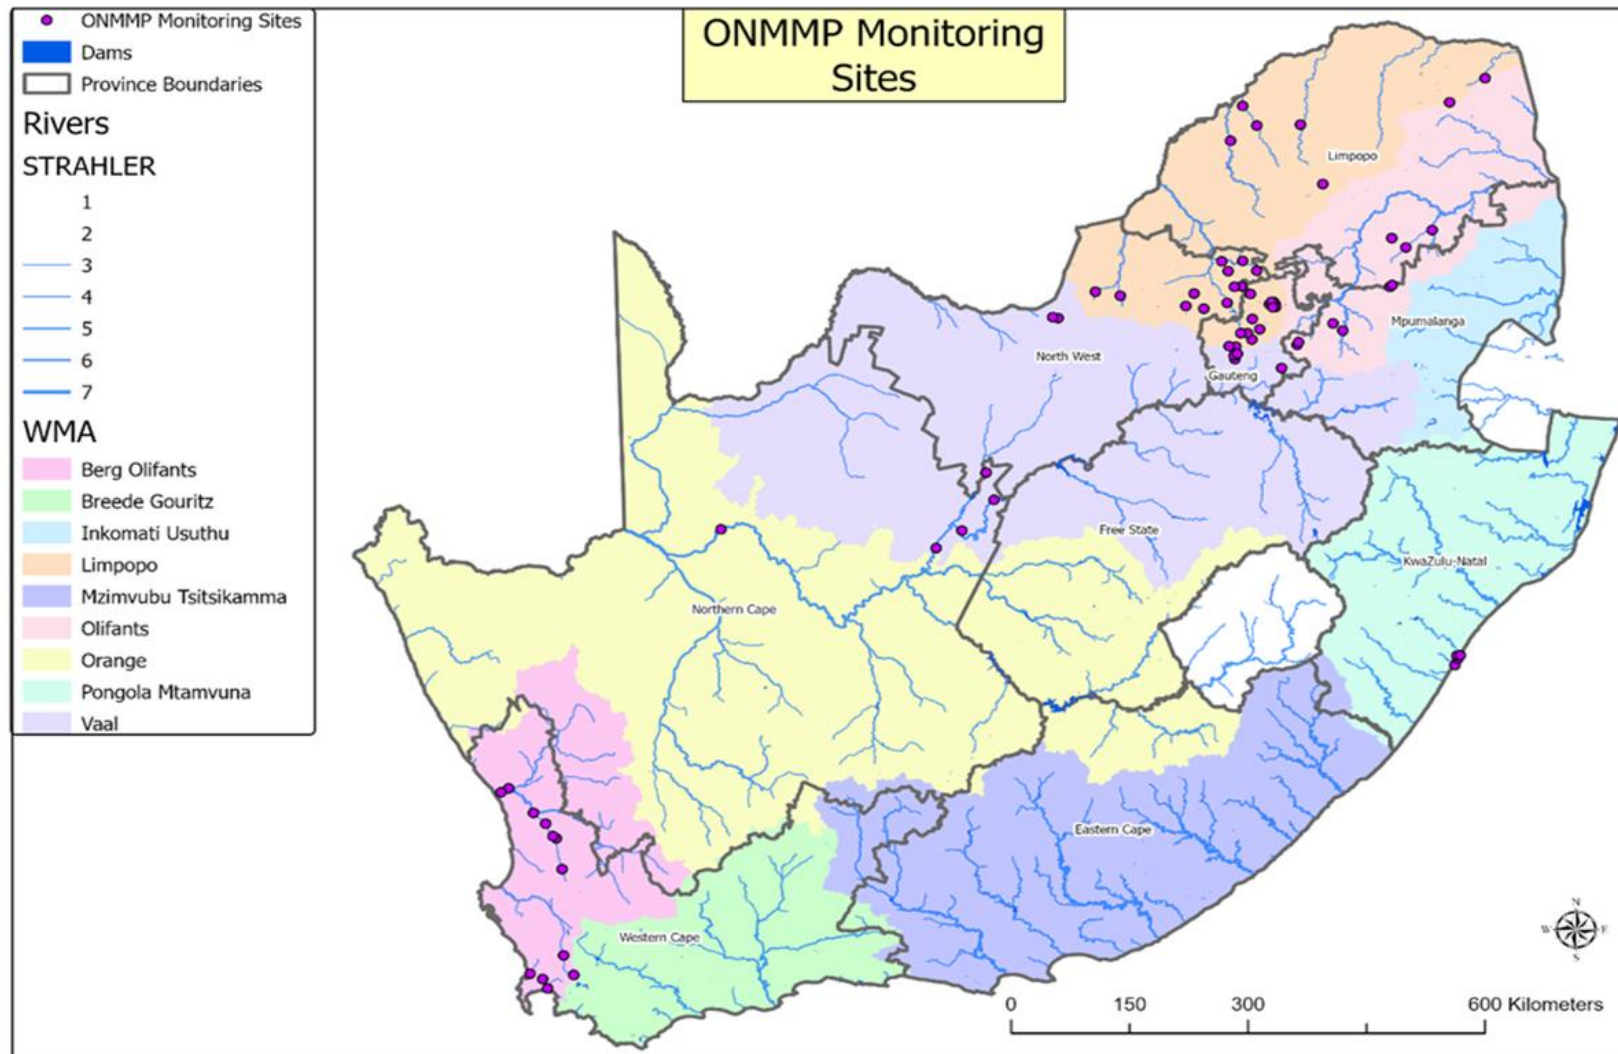 ONMMP Monitoring
Sites
ONMMP Monitoring Sites
Dams
Province Boundaries
Rivers
STRAHLER
1
2
3
4
5
6
7
WMA
Berg Olifants
Breede Gouritz
Inkomati Usuthu
Limpopo
Mzimvubu Tsitsikamma
Olifants
Orange
Pongola Mtamvuna
Vaal
Limpopo
Mpumalanga
North West
Gauteng
Free State
KwaZulu-Natal
Northern Cape
Eastern Cape
Western Cape
N
W E
S
0 150 300 600 Kilometers